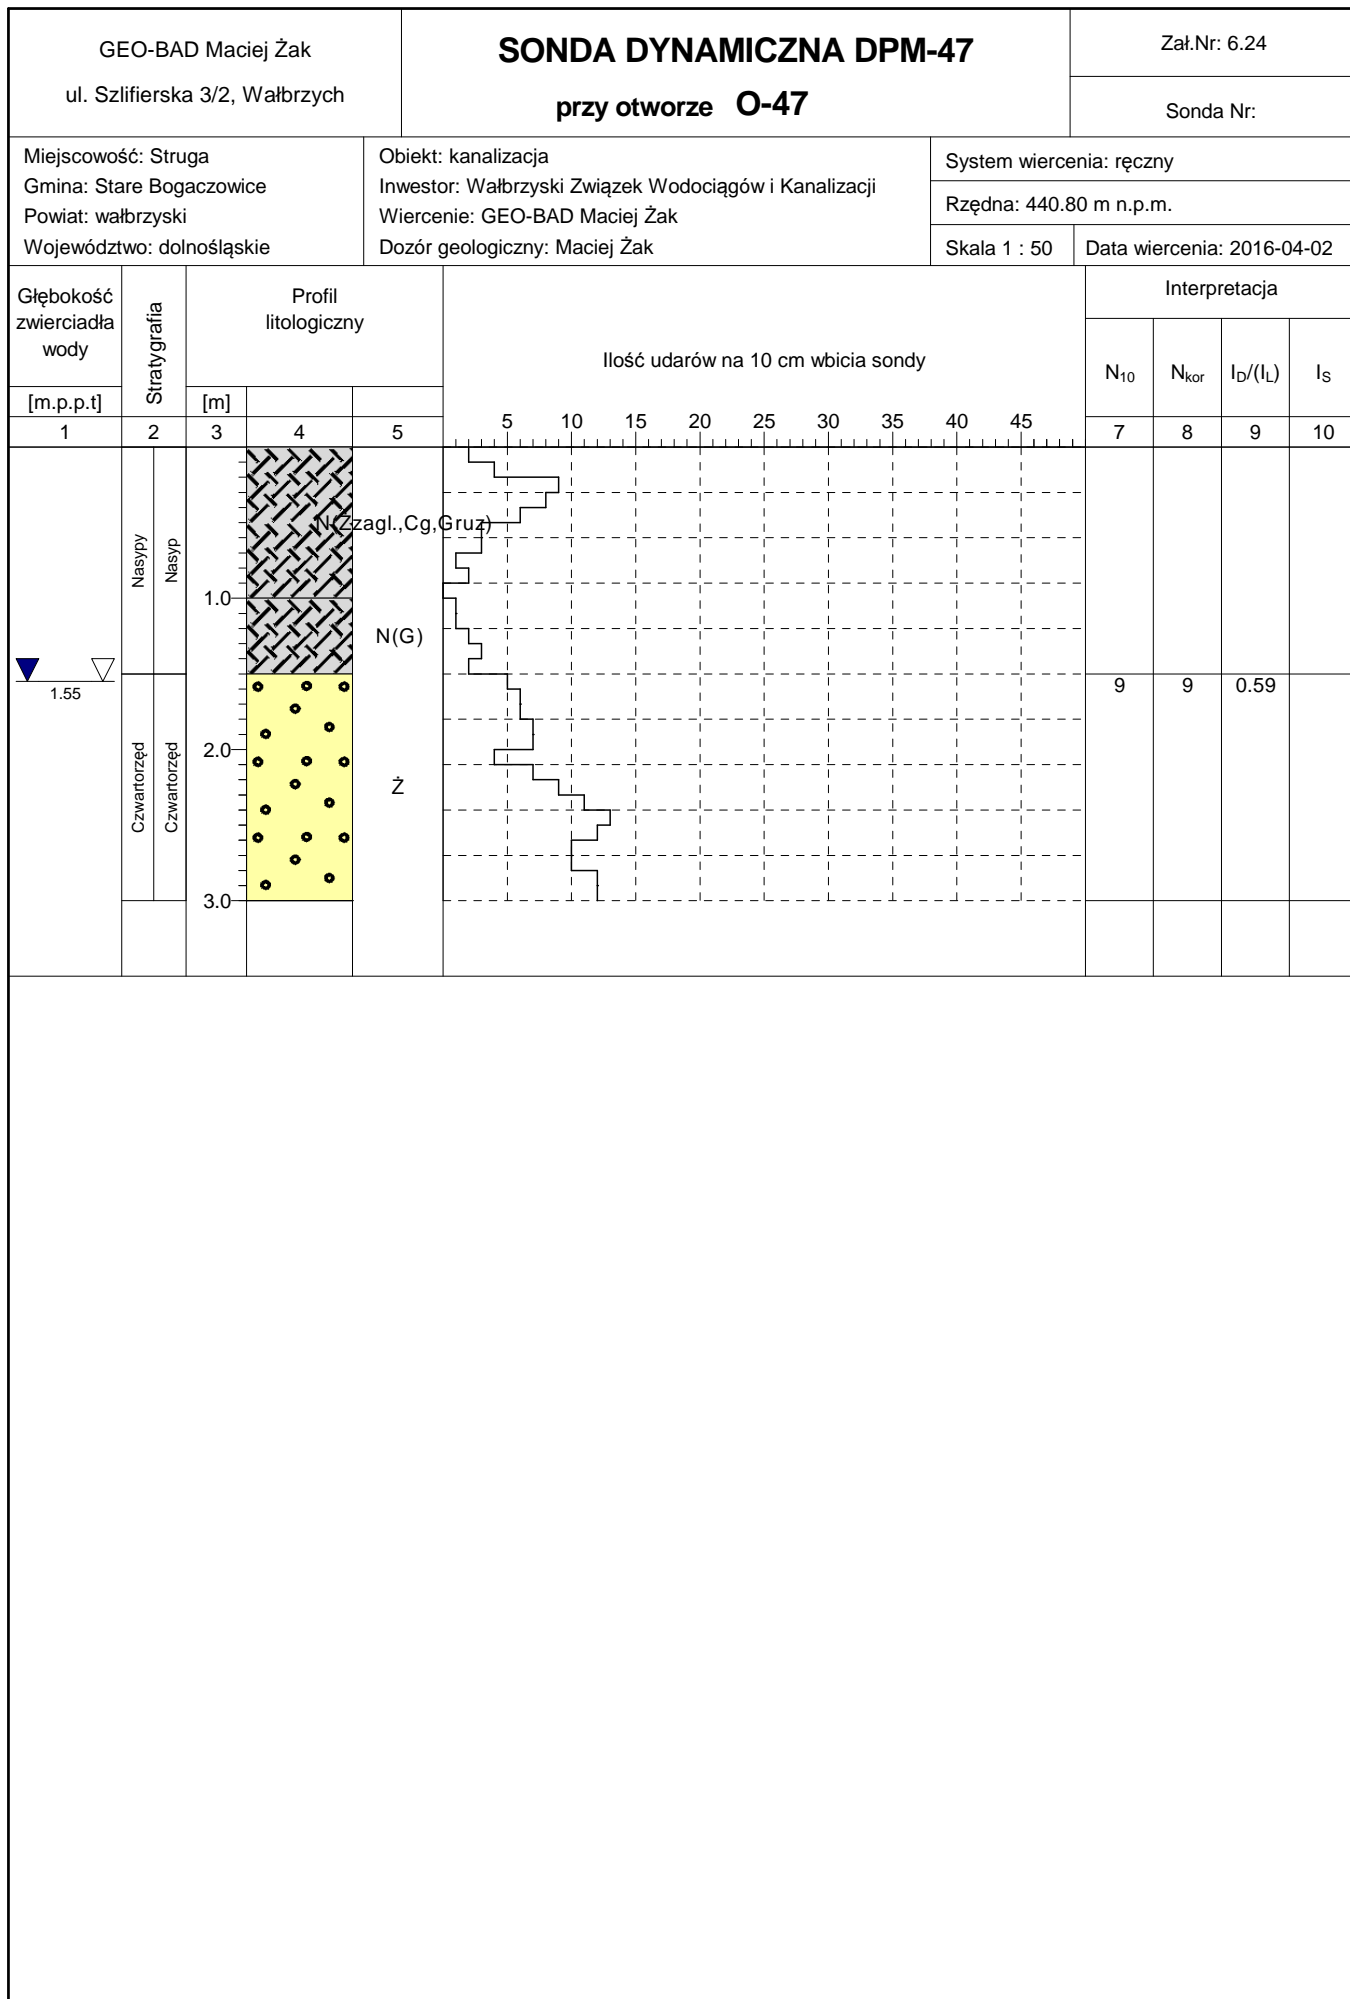 GEO-BAD Maciej Żak
ul. Szlifierska 3/2, Wałbrzych
SONDA DYNAMICZNA DPM-47
przy otworze O-47
Zał.Nr: 6.24
Sonda Nr:
Miejscowość: Struga
Gmina: Stare Bogaczowice
Powiat: wałbrzyski
Województwo: dolnośląskie
Obiekt: kanalizacja
Inwestor: Wałbrzyski Związek Wodociągów i Kanalizacji
Wiercenie: GEO-BAD Maciej Żak
Dozór geologiczny: Maciej Żak
System wiercenia: ręczny
Rzędna: 440.80 m n.p.m.
Skala 1 : 50
Data wiercenia: 2016-04-02
Głębokość
zwierciadła
wody
[m.p.p.t]
Stratygrafia
Profil
litologiczny
[m]
Ilość udarów na 10 cm wbicia sondy
Interpretacja
N10
Nkor
ID/(IL)
IS
5 10 15 20 25 30 35 40 45
1 2 3 4 5 7 8 9 10
Nasypy
Nasyp
N(Żzagl.,Cg,Gruz)
1.0
N(G)
1.55
9 9 0.59
Czwartorzęd
Czwartorzęd
2.0
Ż
3.0